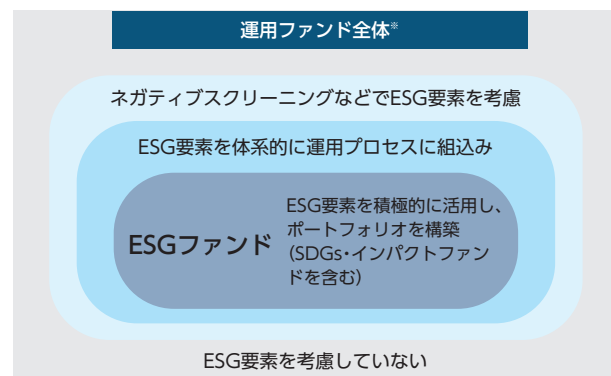 運用ファンド全体※
ネガティブスクリーニングなどでESG要素を考慮
ESG要素を体系的に運用プロセスに組込み
ESGファンド
ESG要素を積極的に活用し、
ポートフォリオを構築
(SDGs・インパクトファン
ドを含む)
ESG要素を考慮していない